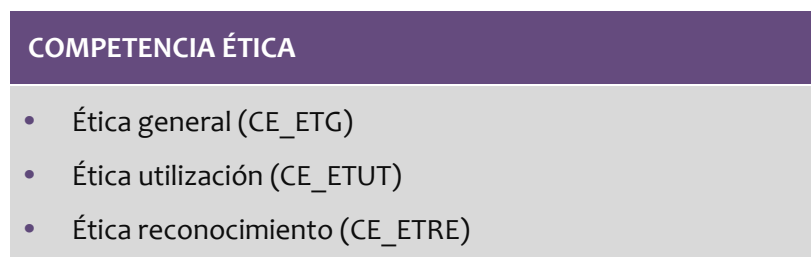 COMPETENCIA ÉTICA
• Ética general (CE_ETG)
• Ética utilización (CE_ETUT)
• Ética reconocimiento (CE_ETRE)